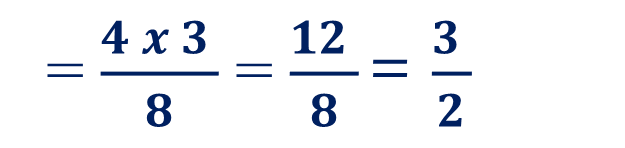 = 4 x 3 / 8 = 12 / 8 = 3 / 2